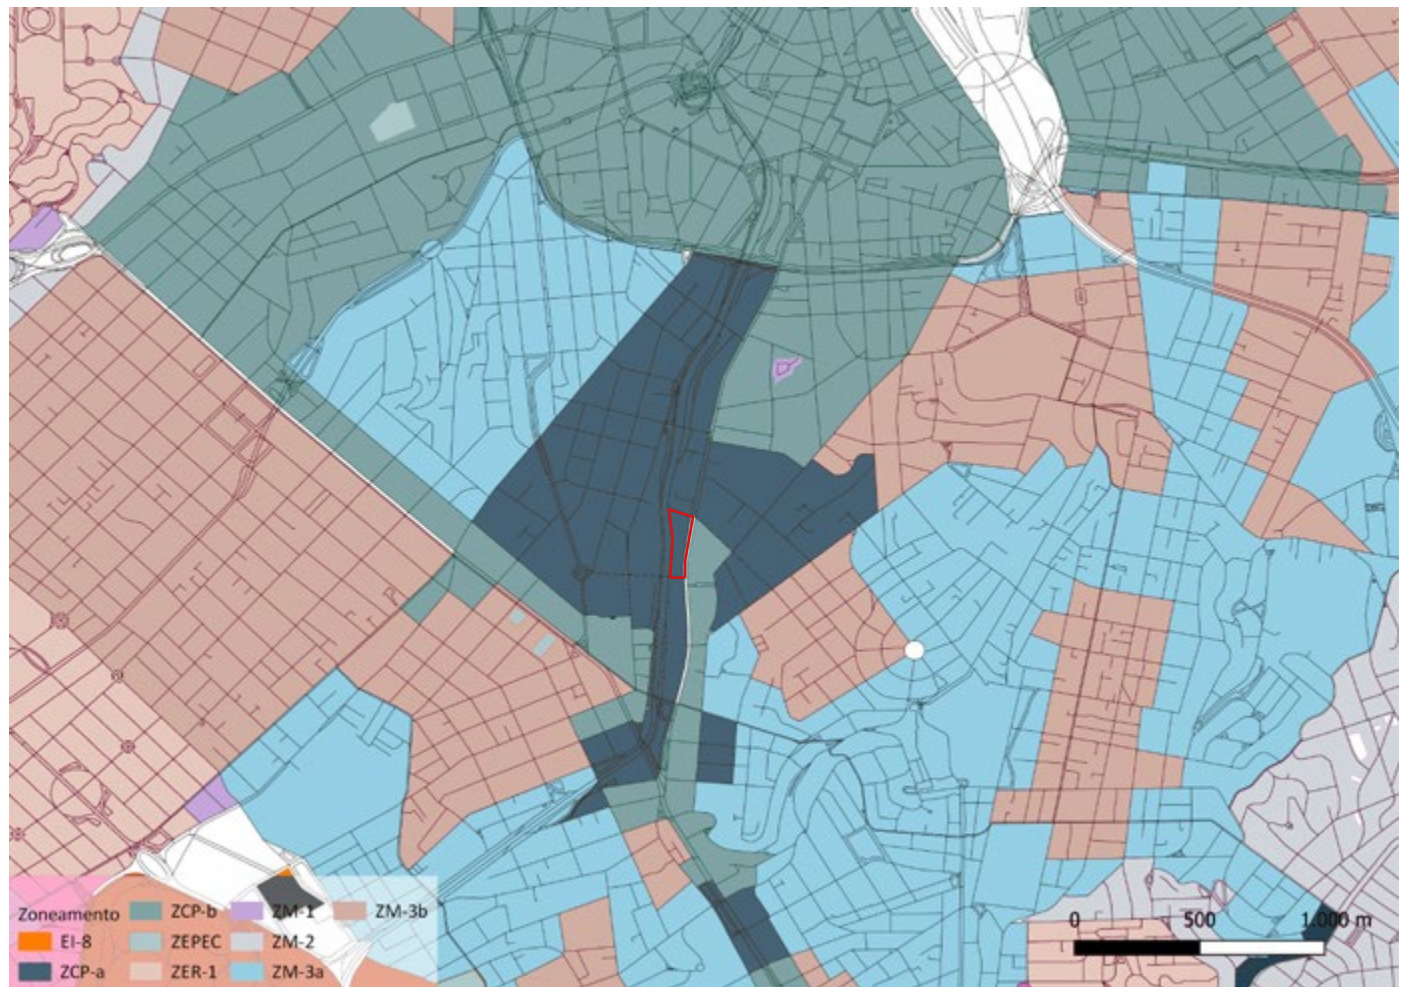 Zoneamento
EI-8
ZCP-a
ZCP-b
ZEPEC
ZER-1
ZM-1
ZM-2
ZM-3a
ZM-3b
0 500 1.000 m